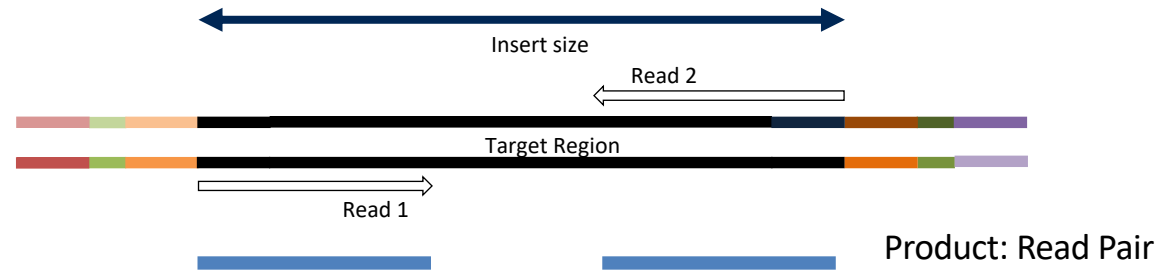 Insert size
Read 2
Target Region
Read 1
Product: Read Pair